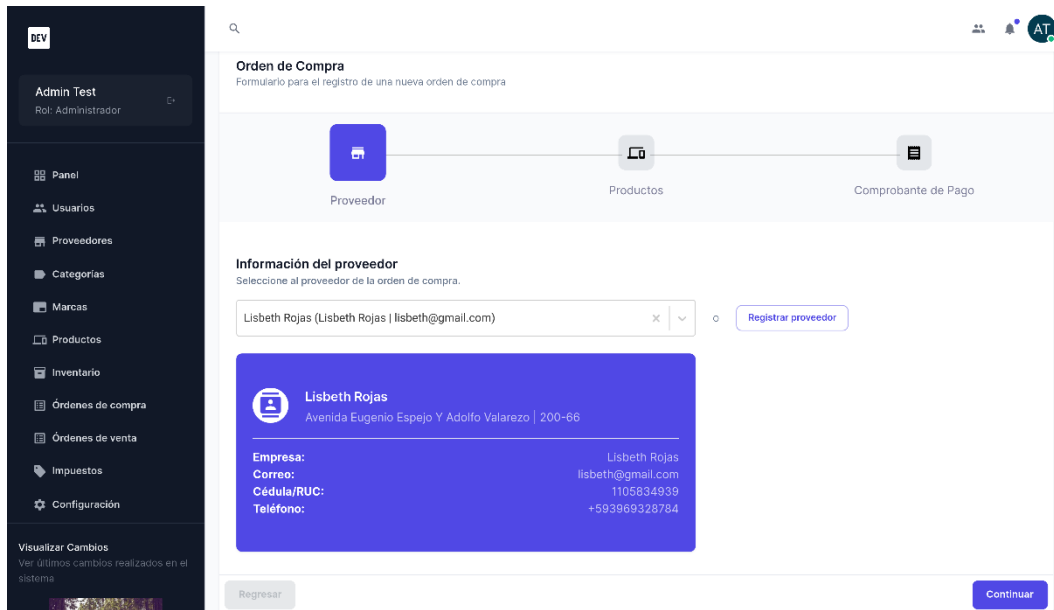 DEV
Admin Test
Rol: Administrador
Panel
Usuarios
Proveedores
Categorías
Marcas
Productos
Inventario
Órdenes de compra
Órdenes de venta
Impuestos
Configuración
Visualizar Cambios
Ver últimos cambios realizados en el
sistema
AT
Orden de Compra
Formulario para el registro de una nueva orden de compra
Proveedor
Productos
Comprobante de Pago
Información del proveedor
Seleccione al proveedor de la orden de compra.
Lisbeth Rojas (Lisbeth Rojas | lisbeth@gmail.com)
o
Registrar proveedor
Lisbeth Rojas
Avenida Eugenio Espejo Y Adolfo Valarezo | 200-66
Empresa: Lisbeth Rojas
Correo: lisbeth@gmail.com
Cédula/RUC: 1105834939
Teléfono: +593969328784
Regresar
Continuar